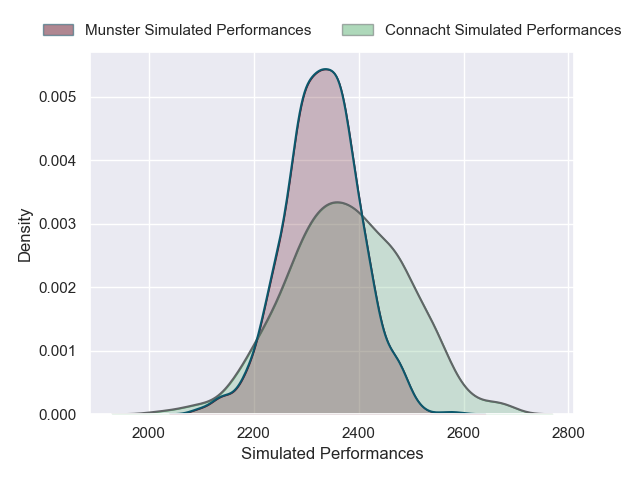 Munster Simulated Performances Connacht Simulated Performances
0.005
0.004
0.003
0.002
0.001
0.000
Density
2000 2200 2400 2600 2800
Simulated Performances